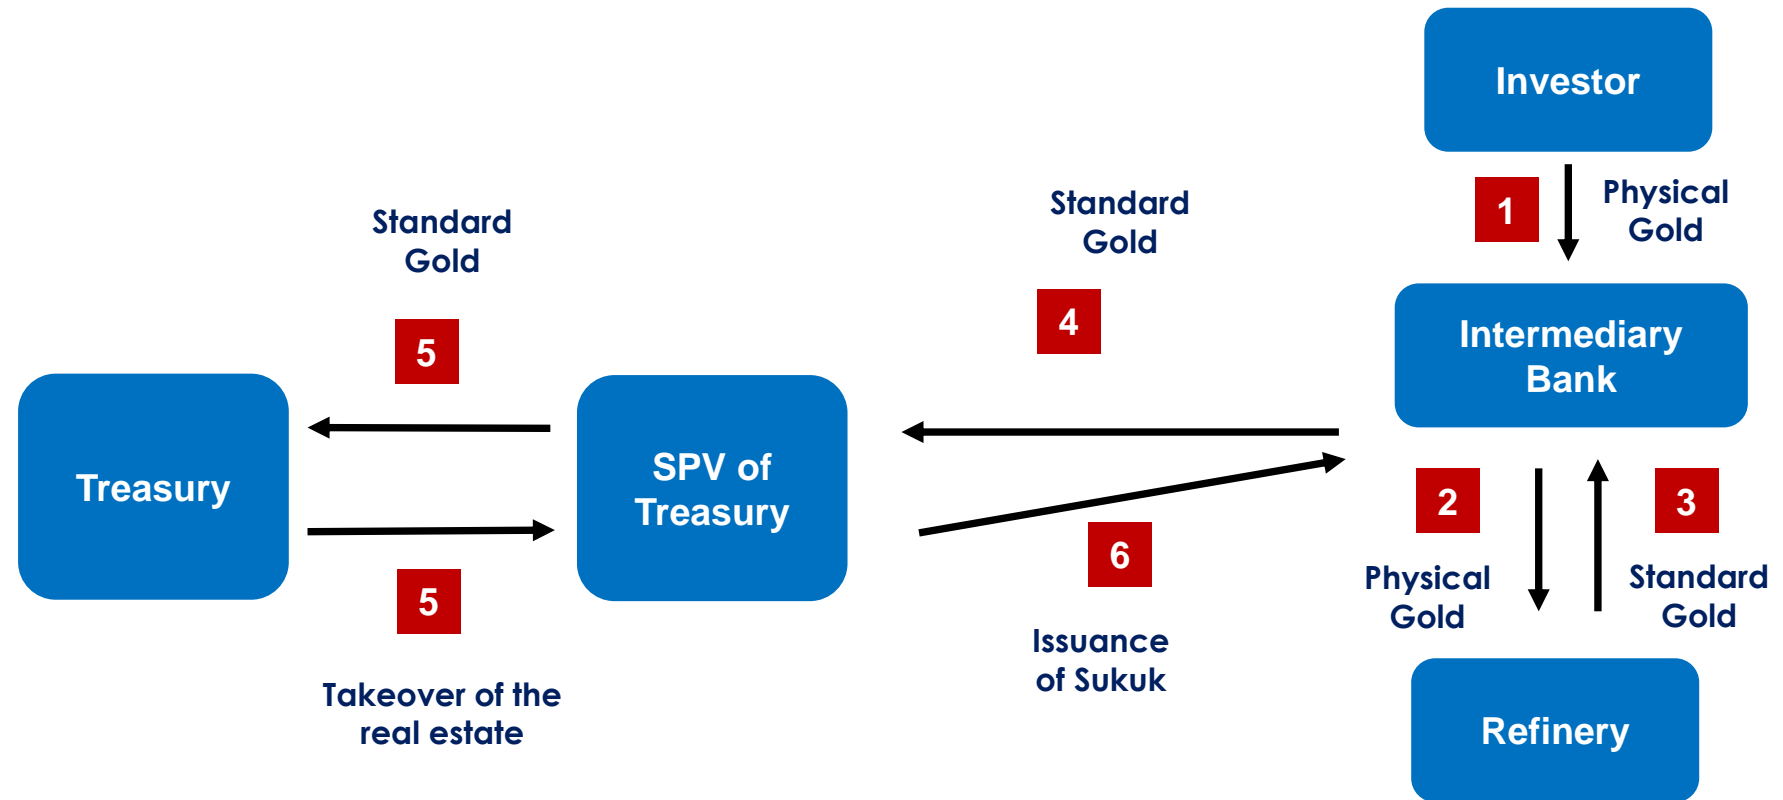 Investor
1
Physical
Gold
Standard
Gold
Standard
Gold
4
5
Intermediary
Bank
Treasury
SPV of
Treasury
2
3
6
5
Physical
Gold
Standard
Gold
Issuance
of Sukuk
Takeover of the
real estate
Refinery